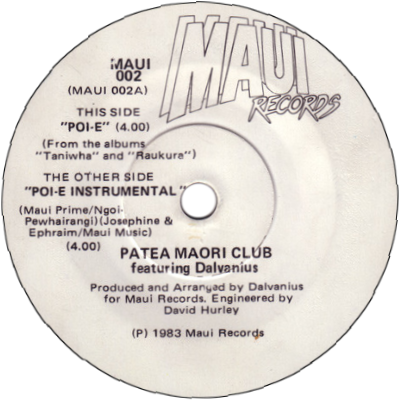 MAUI
RECORDS
MAUI
002
(MAUI 002A)
THIS SIDE
"POI-E" (4.00)
(From the albums
"Taniwha" and "Raukura")
THE OTHER SIDE
"POI-E INSTRUMENTAL"
(Maui Prime/Ngoi-
Pewhairangi)(Josephine &
Ephraim/Maui Music)
(4.00)
PATEA MAORI CLUB
featuring Dalvanius
Produced and Arranged by Dalvanius
for Maui Records. Engineered by
David Hurley
(P) 1983 Maui Records